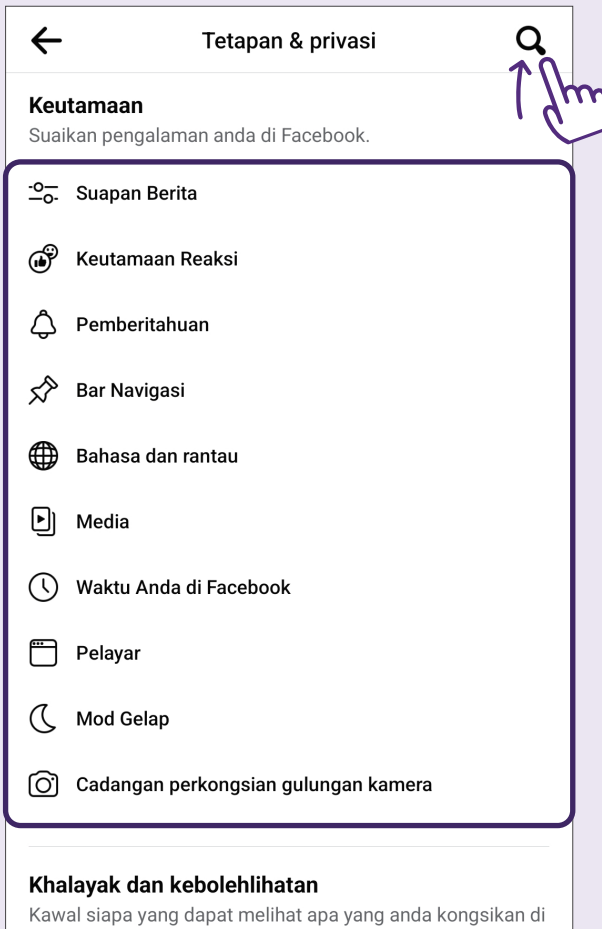 Tetapan & privasi
Keutamaan
Suaikan pengalaman anda di Facebook.
Suapan Berita
Keutamaan Reaksi
Pemberitahuan
Bar Navigasi
Bahasa dan rantau
Media
Waktu Anda di Facebook
Pelayar
Mod Gelap
Cadangan perkongsian gulungan kamera
Khalayak dan kebolehlihatan
Kawal siapa yang dapat melihat apa yang anda kongsikan di